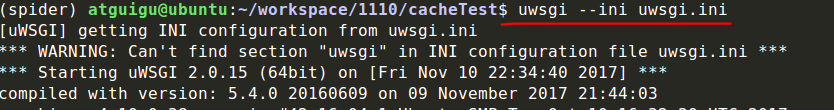 (spider) atguigu@ubuntu:~/workspace/1110/cacheTest$ uwsgi --ini uwsgi.ini
[uWSGI] getting INI configuration from uwsgi.ini
*** WARNING: Can't find section "uwsgi" in INI configuration file uwsgi.ini ***
*** Starting uWSGI 2.0.15 (64bit) on [Fri Nov 10 22:34:40 2017] ***
compiled with version: 5.4.0 20160609 on 09 November 2017 21:44:03